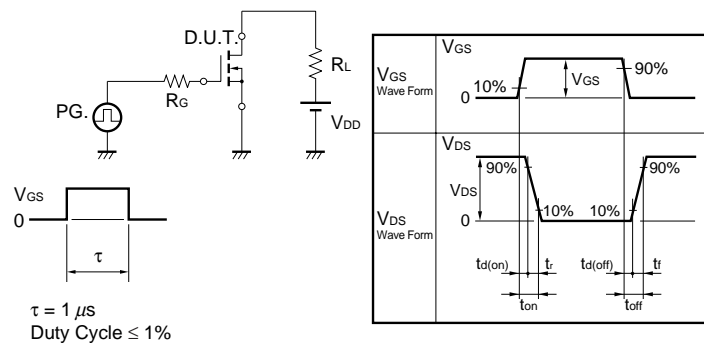 D.U.T.
RL
RG
PG.
VDD
VGS
0
τ
τ = 1 μs
Duty Cycle ≤ 1%
VGS
Wave Form
VGS
10%
0
VGS
90%
VDS
Wave Form
VDS
VDS
90%
0
10%
10%
90%
td(on)
tr
td(off)
tf
ton
toff